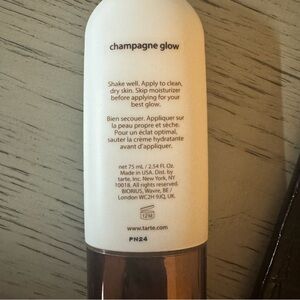 champagne glow
Shake well. Apply to clean,
dry skin. Skip moisturizer
before applying for your
best glow.
Bien secouer. Appliquer sur
la peau propre et sèche.
Pour un éclat optimal,
sauter la crème hydratante
avant d'appliquer.
net 75 mL / 2.54 fl. Oz.
Made in USA. Dist. by
tarte, inc. New York, NY
10018. All rights reserved.
BIORIUS, Wavre, BE /
London WC2H 9JQ, UK.
12 M
www.tarte.com
PN24